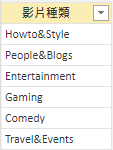 影片種類
Howto&Style
People&Blogs
Entertainment
Gaming
Comedy
Travel&Events